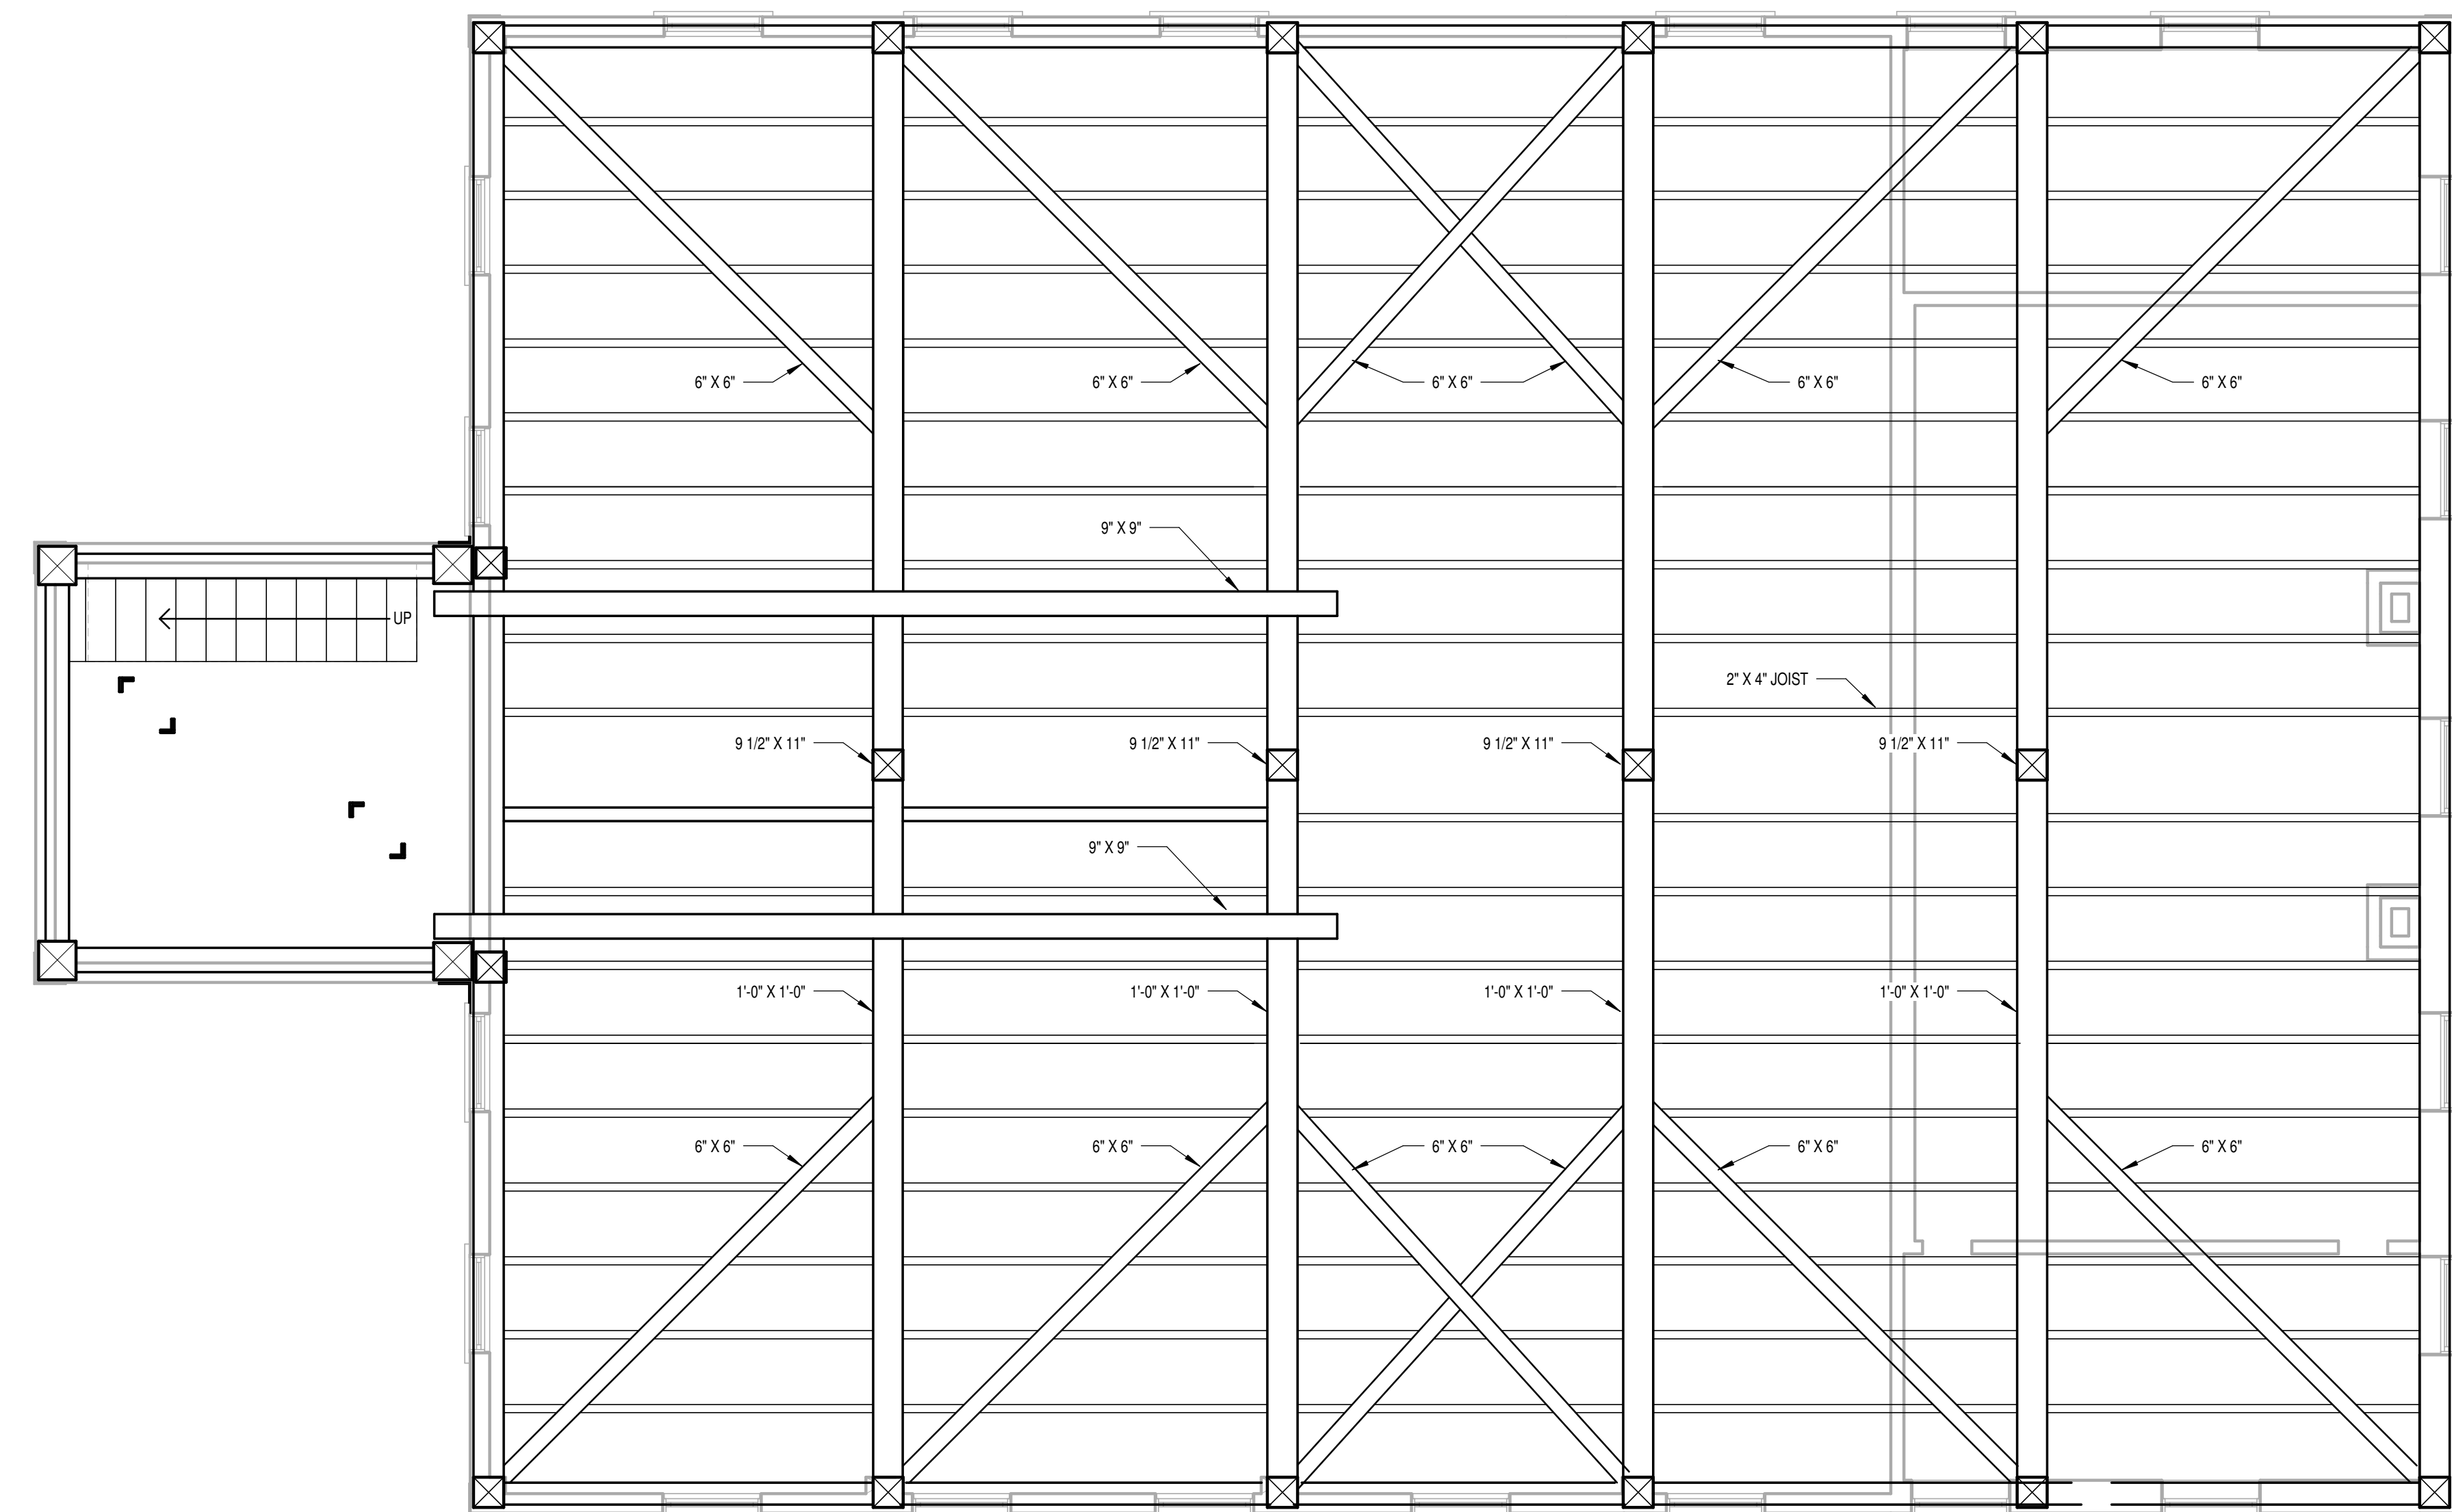 6" X 6"
6" X 6"
6" X 6"
6" X 6"
6" X 6"
9" X 9"
UP
2" X 4" JOIST
9 1/2" X 11"
9 1/2" X 11"
9 1/2" X 11"
9 1/2" X 11"
9" X 9"
1'-0" X 1'-0"
1'-0" X 1'-0"
1'-0" X 1'-0"
1'-0" X 1'-0"
6" X 6"
6" X 6"
6" X 6"
6" X 6"
6" X 6"